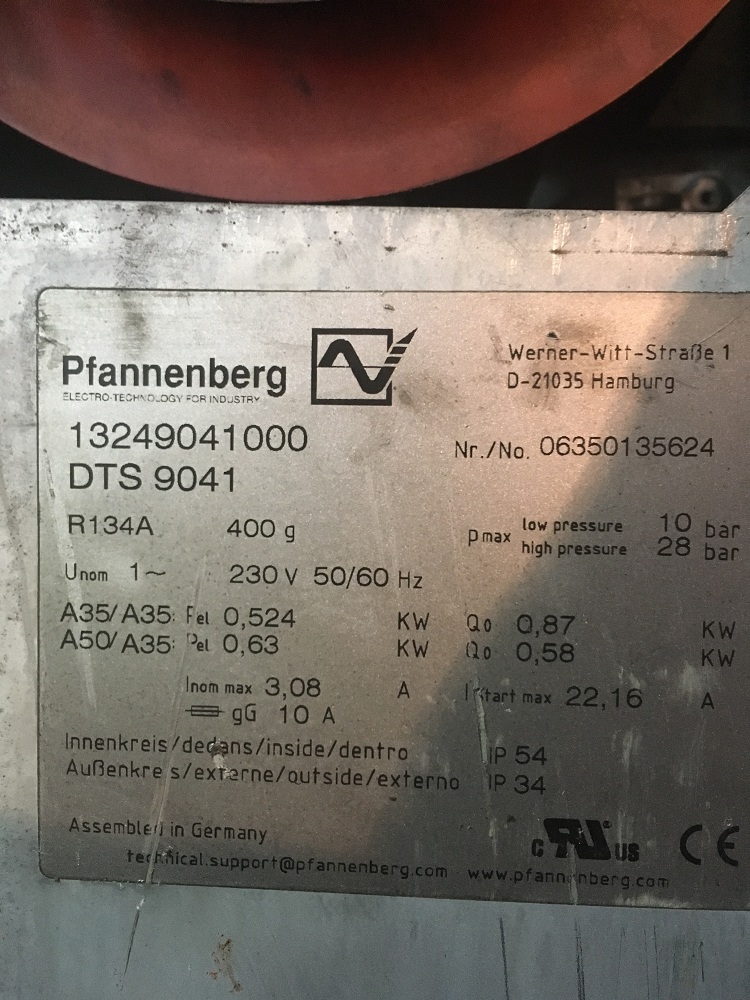 Pfannenberg
ELECTRO-TECHNOLOGY FOR INDUSTRY
Werner-Witt-Straße 1
D-21035 Hamburg
13249041000
DTS 9041
Nr./No. 06350135624
R134A 400 g
pmax low pressure 10 bar
high pressure 28 bar
Unom 1~ 230 V 50/60 Hz
A35/A35: Pel 0,524 KW Q0 0,87 KW
A50/A35: Pel 0,63 KW Q0 0,58 KW
Inom max 3,08 A Istart max 22,16 A
gG 10 A
Innenkreis/dedans/inside/dentro IP 54
Außenkreis/externe/outside/externo IP 34
Assembled in Germany
technical.support@pfannenberg.com www.pfannenberg.com
c RU us CE